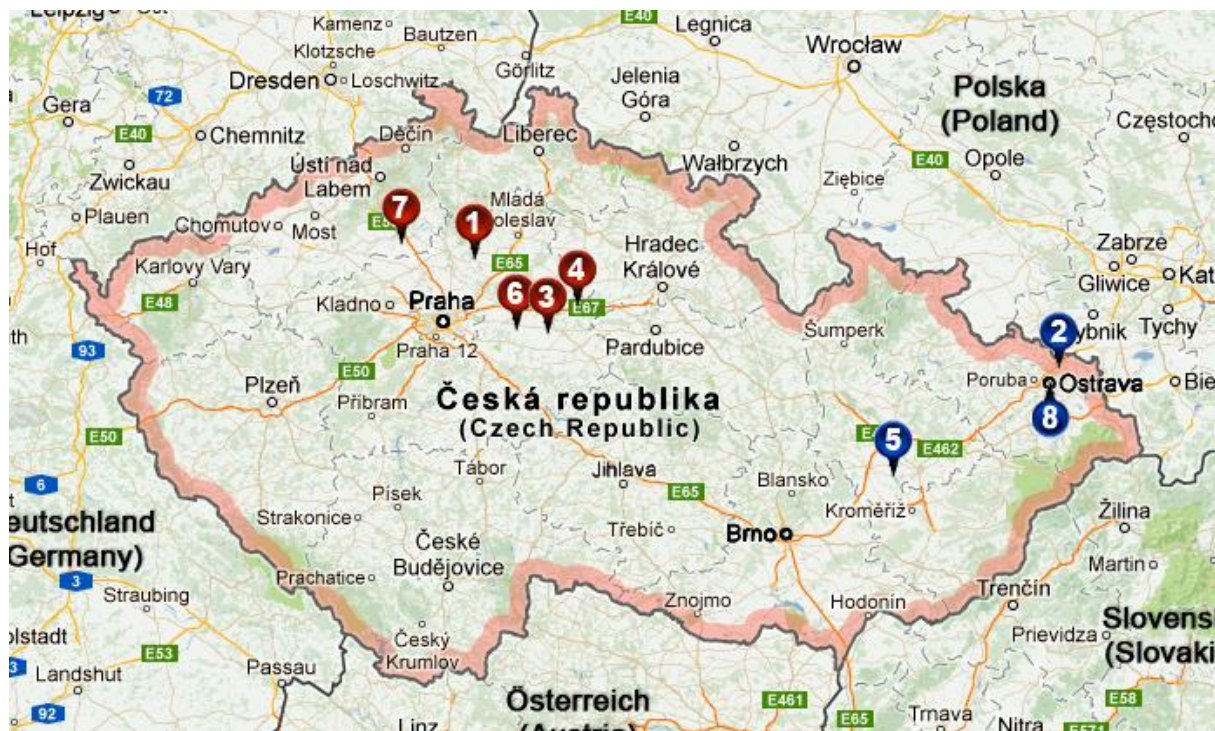 Leipzig
Ost
Kamenz
Bautzen
E40
Legnica
Klotzsche
Görlitz
Wrocław
Dresden
Loschwitz
Jelenia
Góra
Polska
(Poland)
Gera
72
E40
Chemnitz
Děčín
Liberec
Częstocho
Zwickau
Ústí nad
Labem
Wałbrzych
E40
Opole
Ziębice
Plauen
Chomutov
Most
7
1
Mladá
Boleslav
Hof
Karlovy Vary
E65
4
Hradec
Králové
Zabrze
Gliwice
Kat
E48
Kladno
Praha
6
3
E67
Praha 12
Pardubice
Šumperk
2
Rybnik
Tychy
93
Plzeň
E50
Příbram
Česká republika
(Czech Republic)
Poruba
Ostrava
Bie
8
E50
5
E462
6
Tábor
Jihlava
E65
Blansko
Písek
Strakonice
Kroměříž
Žilina
eutschland
Germany)
Třebíč
Brno
České
Budějovice
Martin
3
Prachatice
Straubing
Znojmo
Hodonín
Trenčín
Slovens
(Slovaki
Prievidza
olstadt
Český
Krumlov
E53
3
Landshut
Passau
92
Österreich
(Austria)
E461
E65
E58
Linz
Trnava
Nitra
E571